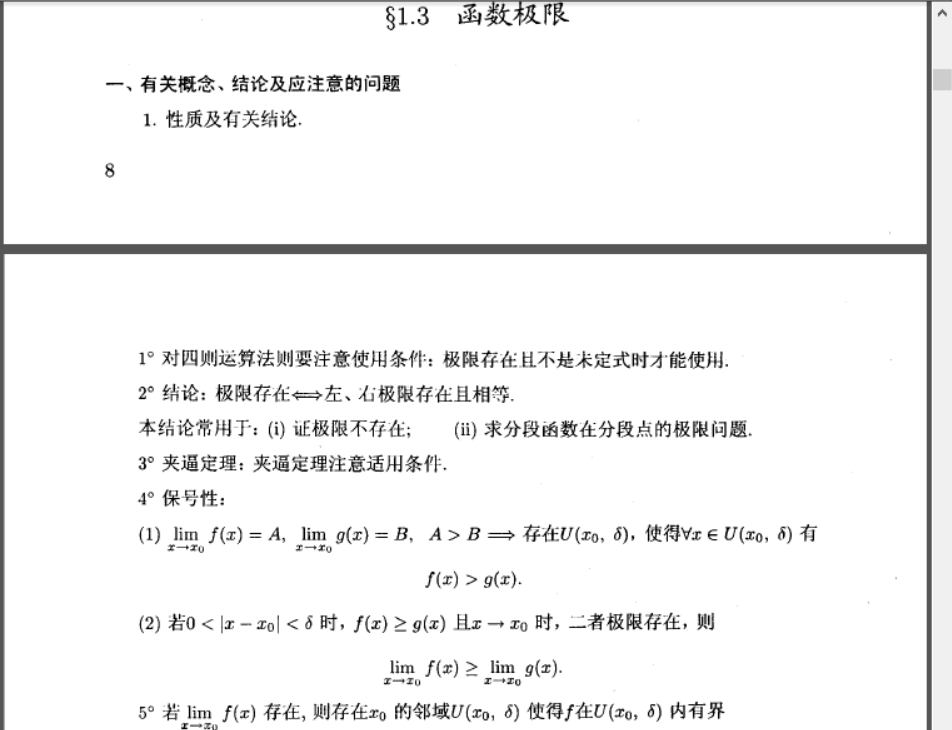 §1.3 函数极限
一、有关概念、结论及应注意的问题
1. 性质及有关结论.
8
1° 对四则运算法则要注意使用条件：极限存在且不是未定式时才能使用.
2° 结论：极限存在⟺左、右极限存在且相等.
本结论常用于：(i) 证极限不存在; (ii) 求分段函数在分段点的极限问题.
3° 夹逼定理：夹逼定理注意适用条件.
4° 保号性：
(1) lim_{x→x₀} f(x) = A, lim_{x→x₀} g(x) = B, A > B ⟹ 存在U(x₀, δ)，使得∀x ∈ U(x₀, δ) 有
f(x) > g(x).
(2) 若0 < |x − x₀| < δ 时，f(x) ≥ g(x) 且x → x₀ 时，二者极限存在，则
lim_{x→x₀} f(x) ≥ lim_{x→x₀} g(x).
5° 若 lim_{x→x₀} f(x) 存在, 则存在x₀ 的邻域U(x₀, δ) 使得f在U(x₀, δ) 内有界